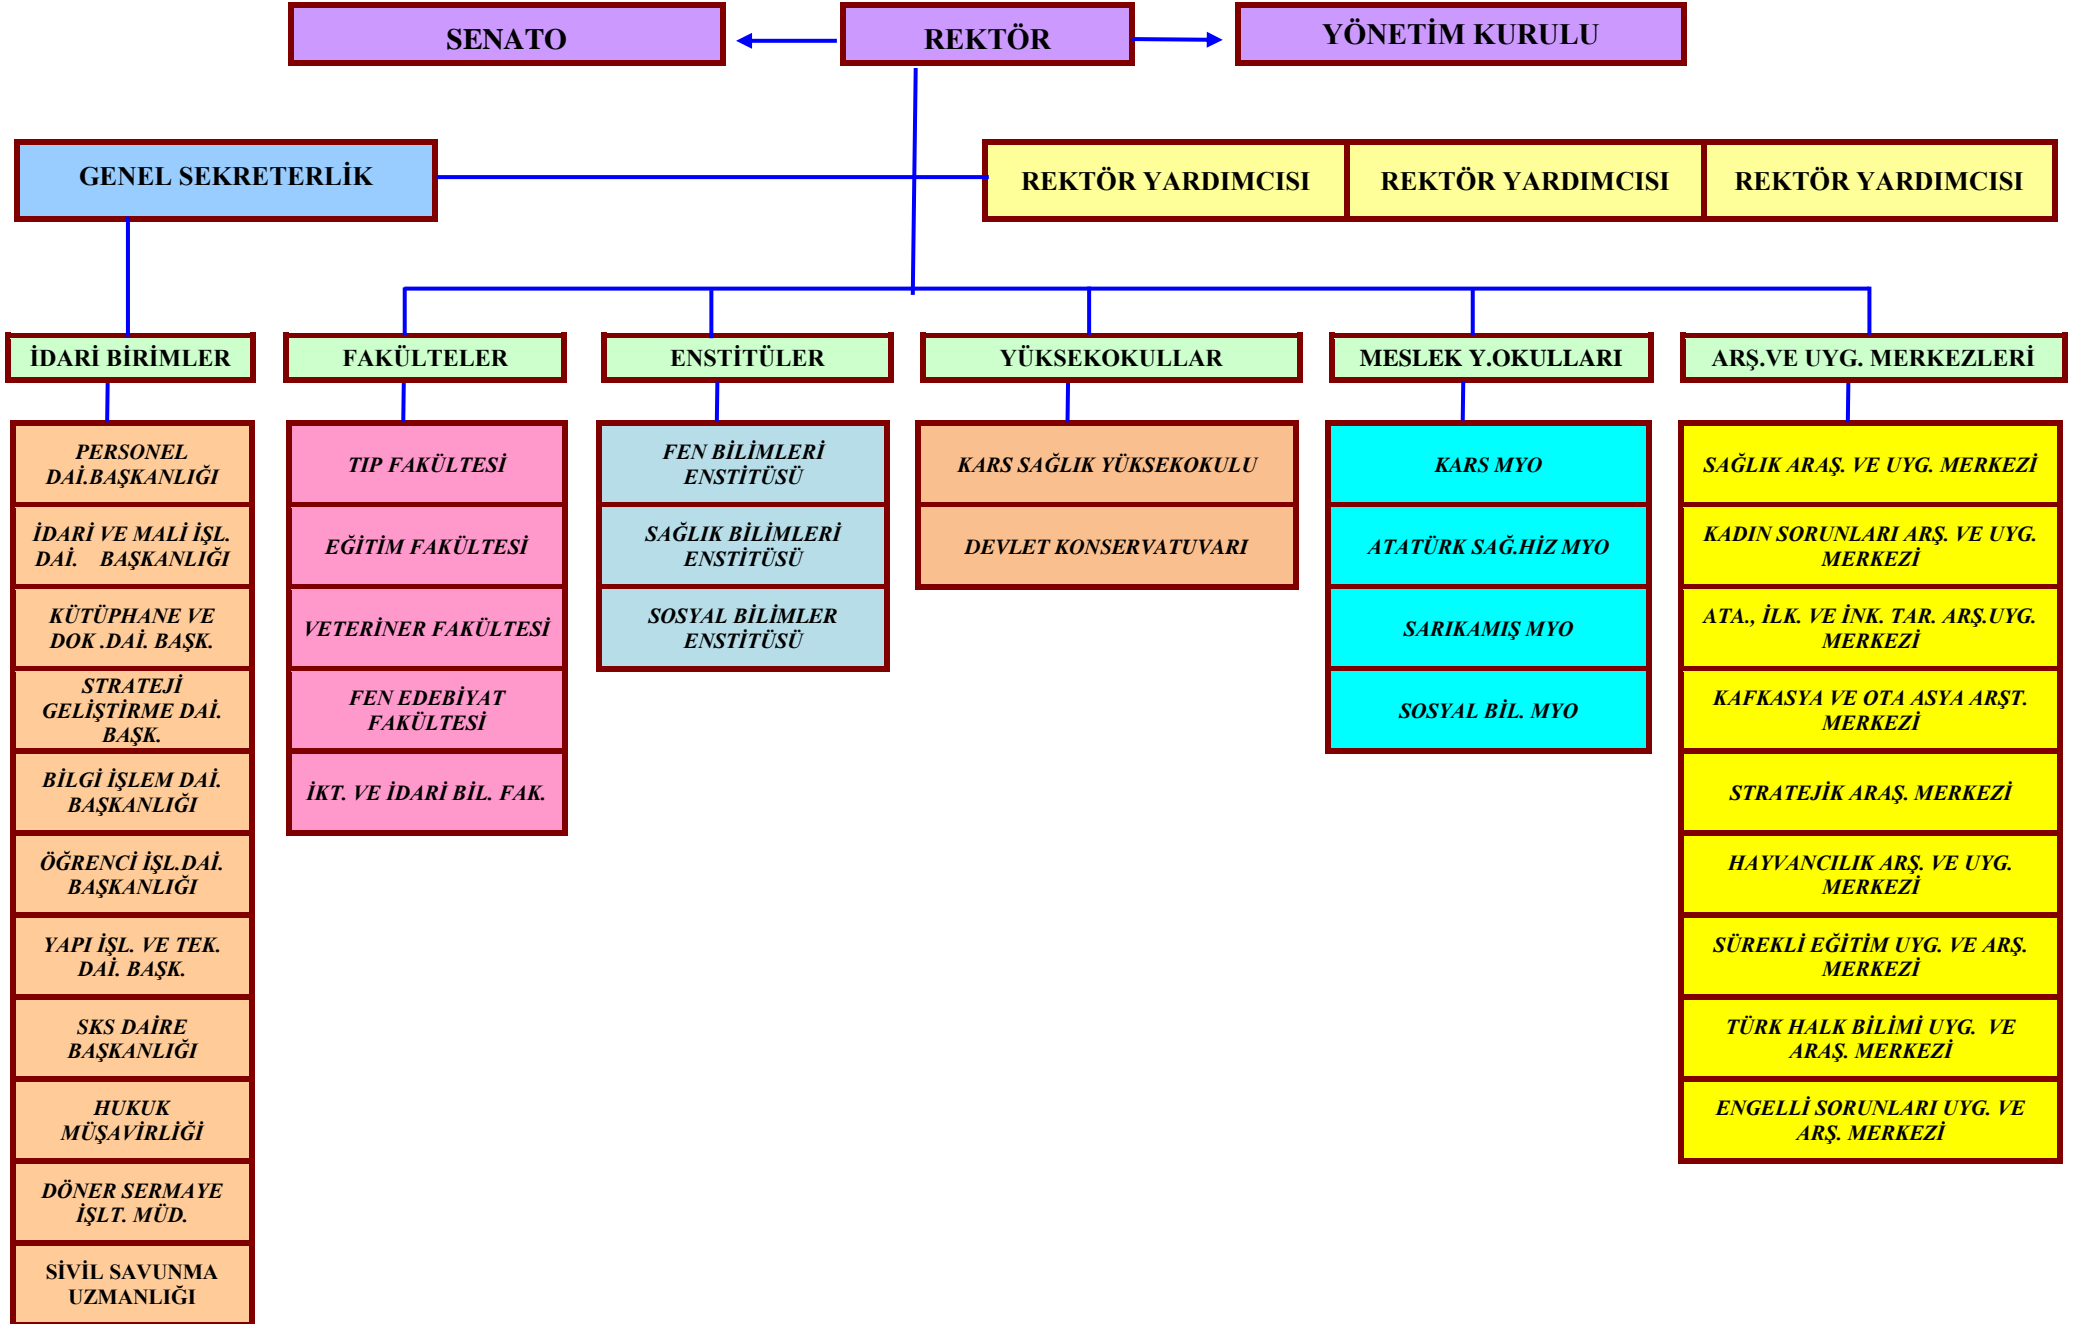 SENATO
REKTÖR
YÖNETİM KURULU
GENEL SEKRETERLİK
REKTÖR YARDIMCISI
REKTÖR YARDIMCISI
REKTÖR YARDIMCISI
İDARİ BİRİMLER
FAKÜLTELER
ENSTİTÜLER
YÜKSEKOKULLAR
MESLEK Y.OKULLARI
ARŞ.VE UYG. MERKEZLERİ
PERSONEL
DAİ.BAŞKANLIĞI
İDARİ VE MALİ İŞL.
DAİ. BAŞKANLIĞI
KÜTÜPHANE VE
DOK .DAİ. BAŞK.
STRATEJİ
GELİŞTİRME DAİ.
BAŞK.
BİLGİ İŞLEM DAİ.
BAŞKANLIĞI
ÖĞRENCİ İŞL.DAİ.
BAŞKANLIĞI
YAPI İŞL. VE TEK.
DAİ. BAŞK.
SKS DAİRE
BAŞKANLIĞI
HUKUK
MÜŞAVİRLİĞİ
DÖNER SERMAYE
İŞLT. MÜD.
SİVİL SAVUNMA
UZMANLIĞI
TIP FAKÜLTESİ
EĞİTİM FAKÜLTESİ
VETERİNER FAKÜLTESİ
FEN EDEBİYAT
FAKÜLTESİ
İKT. VE İDARİ BİL. FAK.
FEN BİLİMLERİ
ENSTİTÜSÜ
SAĞLIK BİLİMLERİ
ENSTİTÜSÜ
SOSYAL BİLİMLER
ENSTİTÜSÜ
KARS SAĞLIK YÜKSEKOKULU
DEVLET KONSERVATUVARI
KARS MYO
ATATÜRK SAĞ.HİZ MYO
SARIKAMIŞ MYO
SOSYAL BİL. MYO
SAĞLIK ARAŞ. VE UYG. MERKEZİ
KADIN SORUNLARI ARŞ. VE UYG.
MERKEZİ
ATA., İLK. VE İNK. TAR. ARŞ.UYG.
MERKEZİ
KAFKASYA VE OTA ASYA ARŞT.
MERKEZİ
STRATEJİK ARAŞ. MERKEZİ
HAYVANCILIK ARŞ. VE UYG.
MERKEZİ
SÜREKLİ EĞİTİM UYG. VE ARŞ.
MERKEZİ
TÜRK HALK BİLİMİ UYG. VE
ARAŞ. MERKEZİ
ENGELLİ SORUNLARI UYG. VE
ARŞ. MERKEZİ